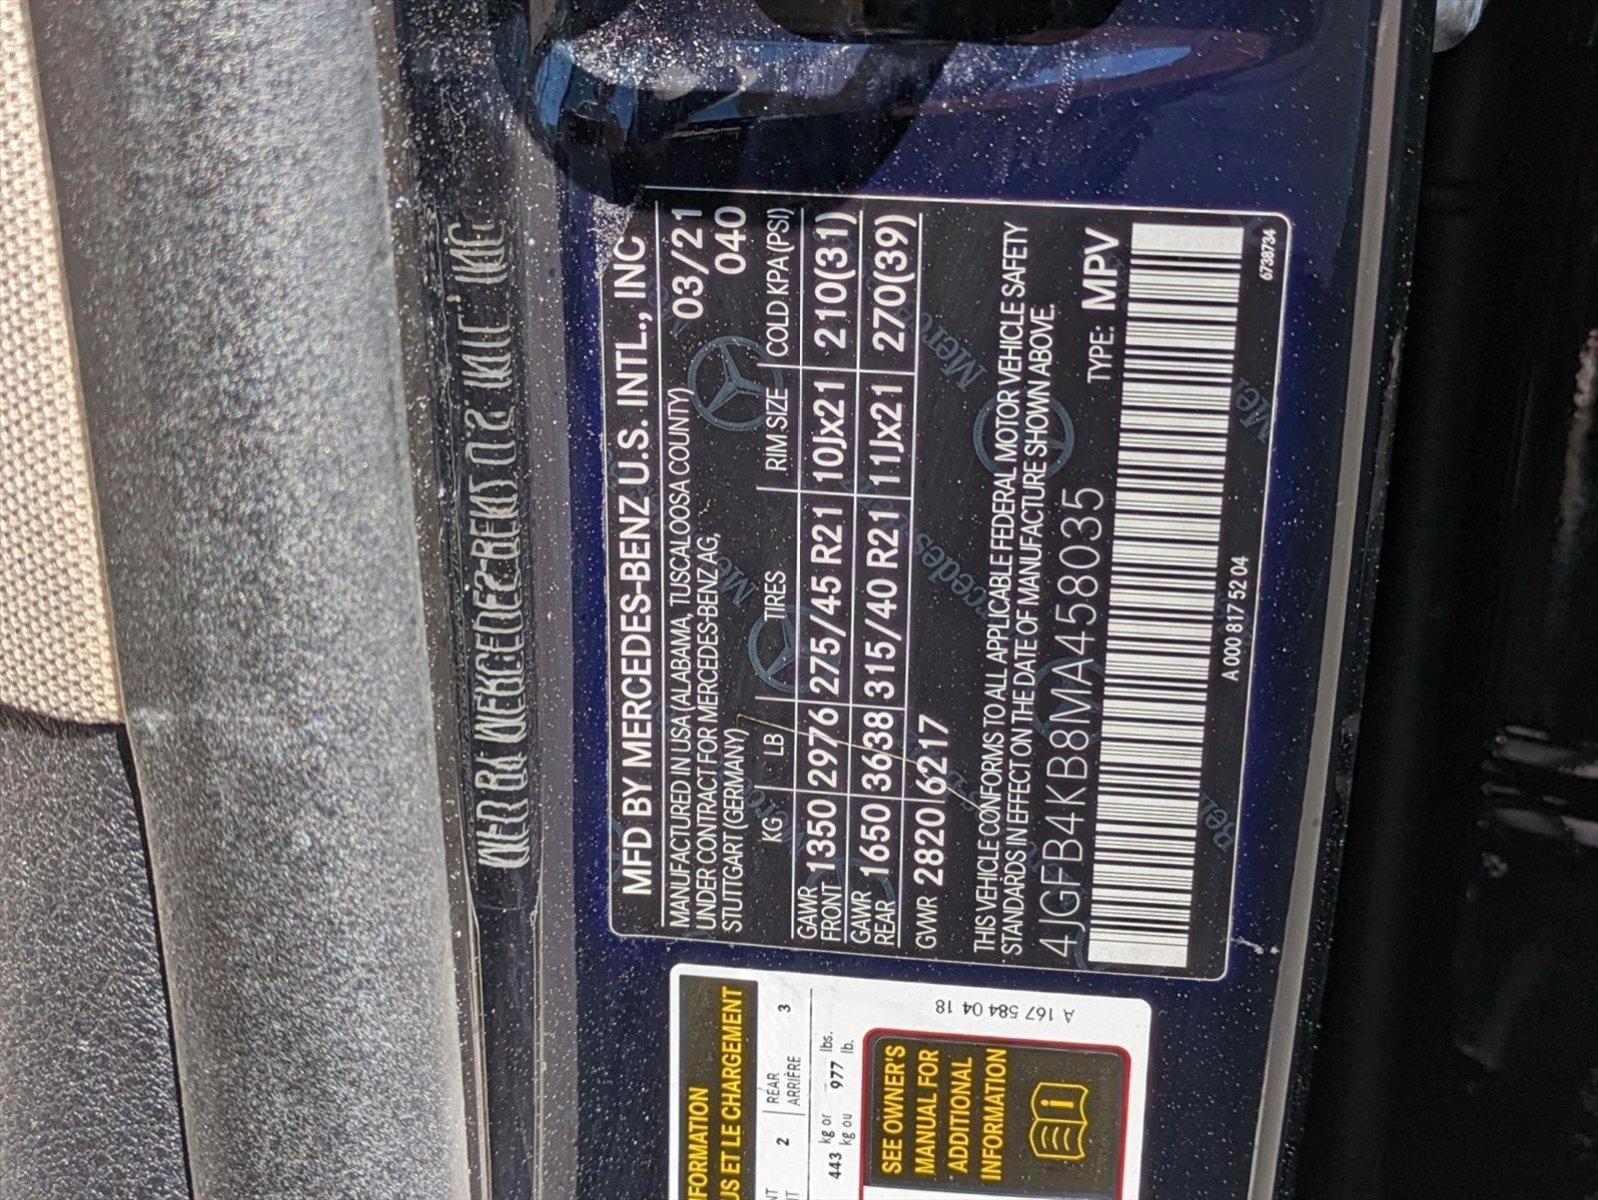 MFD BY MERCEDES-BENZ U.S. INTL., INC
MANUFACTURED IN USA (ALABAMA, TUSCALOOSA COUNTY) 03/21
UNDER CONTRACT FOR MERCEDES-BENZ AG, 040
STUTTGART (GERMANY)
KG LB TIRES RIM SIZE COLD KPA(PSI)
GAWR FRONT 1350 2976 275/45 R21 10Jx21 210(31)
GAWR REAR 1650 3638 315/40 R21 11Jx21 270(39)
GVWR 2820 6217
THIS VEHICLE CONFORMS TO ALL APPLICABLE FEDERAL MOTOR VEHICLE SAFETY
STANDARDS IN EFFECT ON THE DATE OF MANUFACTURE SHOWN ABOVE.
4JGFB4KB8MA458035 TYPE: MPV
A 000 817 52 04
6738734
FORMATION
US ET LE CHARGEMENT
2 REAR 3
ARRIÈRE
443 kg or 977 lbs.
kg ou lb.
SEE OWNER'S
MANUAL FOR
ADDITIONAL
INFORMATION
A 167 584 04 18